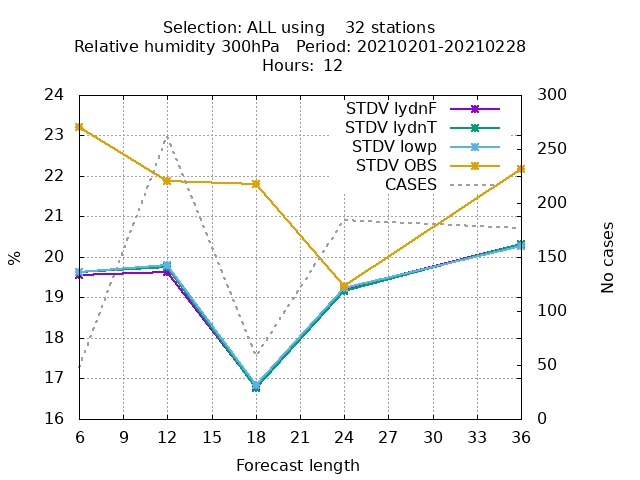 Selection: ALL using    32 stations
Relative humidity 300hPa   Period: 20210201-20210228
Hours:  12
24
23
22
21
20
19
18
17
16
%
300
250
200
150
100
50
0
No cases
STDV lydnF
STDV lydnT
STDV lowp
STDV OBS
CASES
6 9 12 15 18 21 24 27 30 33 36
Forecast length